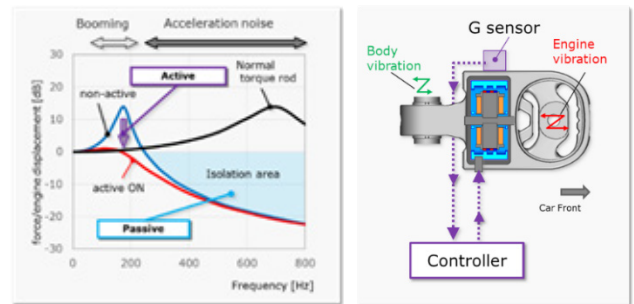 Booming
Acceleration noise
force/engine displacement [dB]
30
20
10
0
-10
-20
-30
non-active
Active
Normal
torque rod
active ON
Isolation area
Passive
0
200
400
600
800
Frequency [Hz]
G sensor
Body
vibration
Engine
vibration
Car Front
Controller